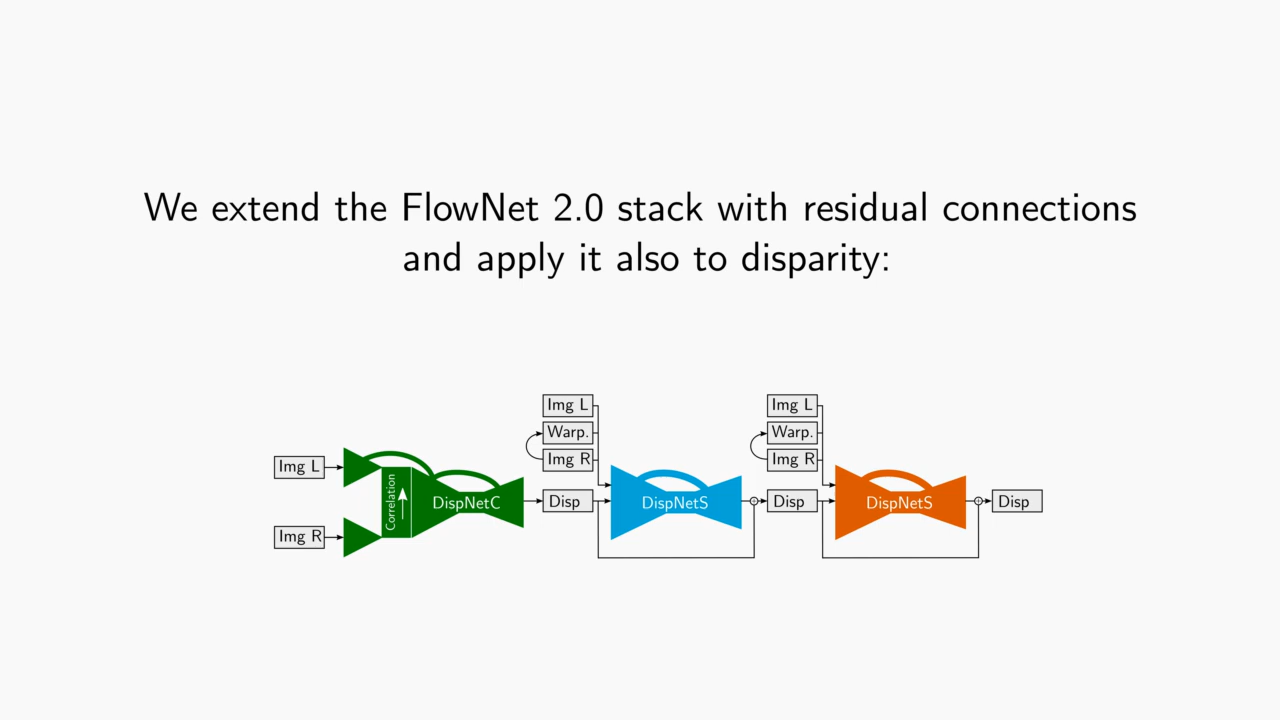 We extend the FlowNet 2.0 stack with residual connections
and apply it also to disparity:
Img L
Img R
Correlation
DispNetC
Img L
Warp.
Img R
Disp
DispNetS
Img L
Warp.
Img R
Disp
DispNetS
Disp